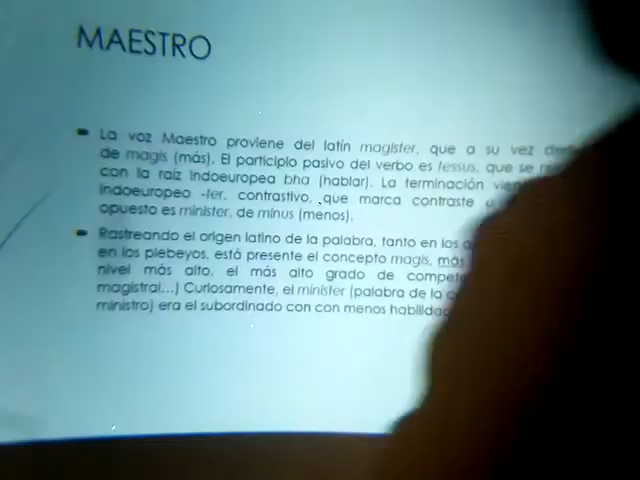 MAESTRO
La voz Maestro proviene del latín magister, que a su vez
de magis (más). El participio pasivo del verbo es fessus, que se
con la raíz indoeuropea bha (hablar). La terminación
indoeuropeo -ter, contrastivo, que marca contraste
opuesto es minister, de minus (menos).
Rastreando el origen latino de la palabra, tanto en los
en los plebeyos, está presente el concepto magis, más
nivel más alto, el más alto grado de
magistral...) Curiosamente, el minister (palabra de la
ministro) era el subordinado con con menos